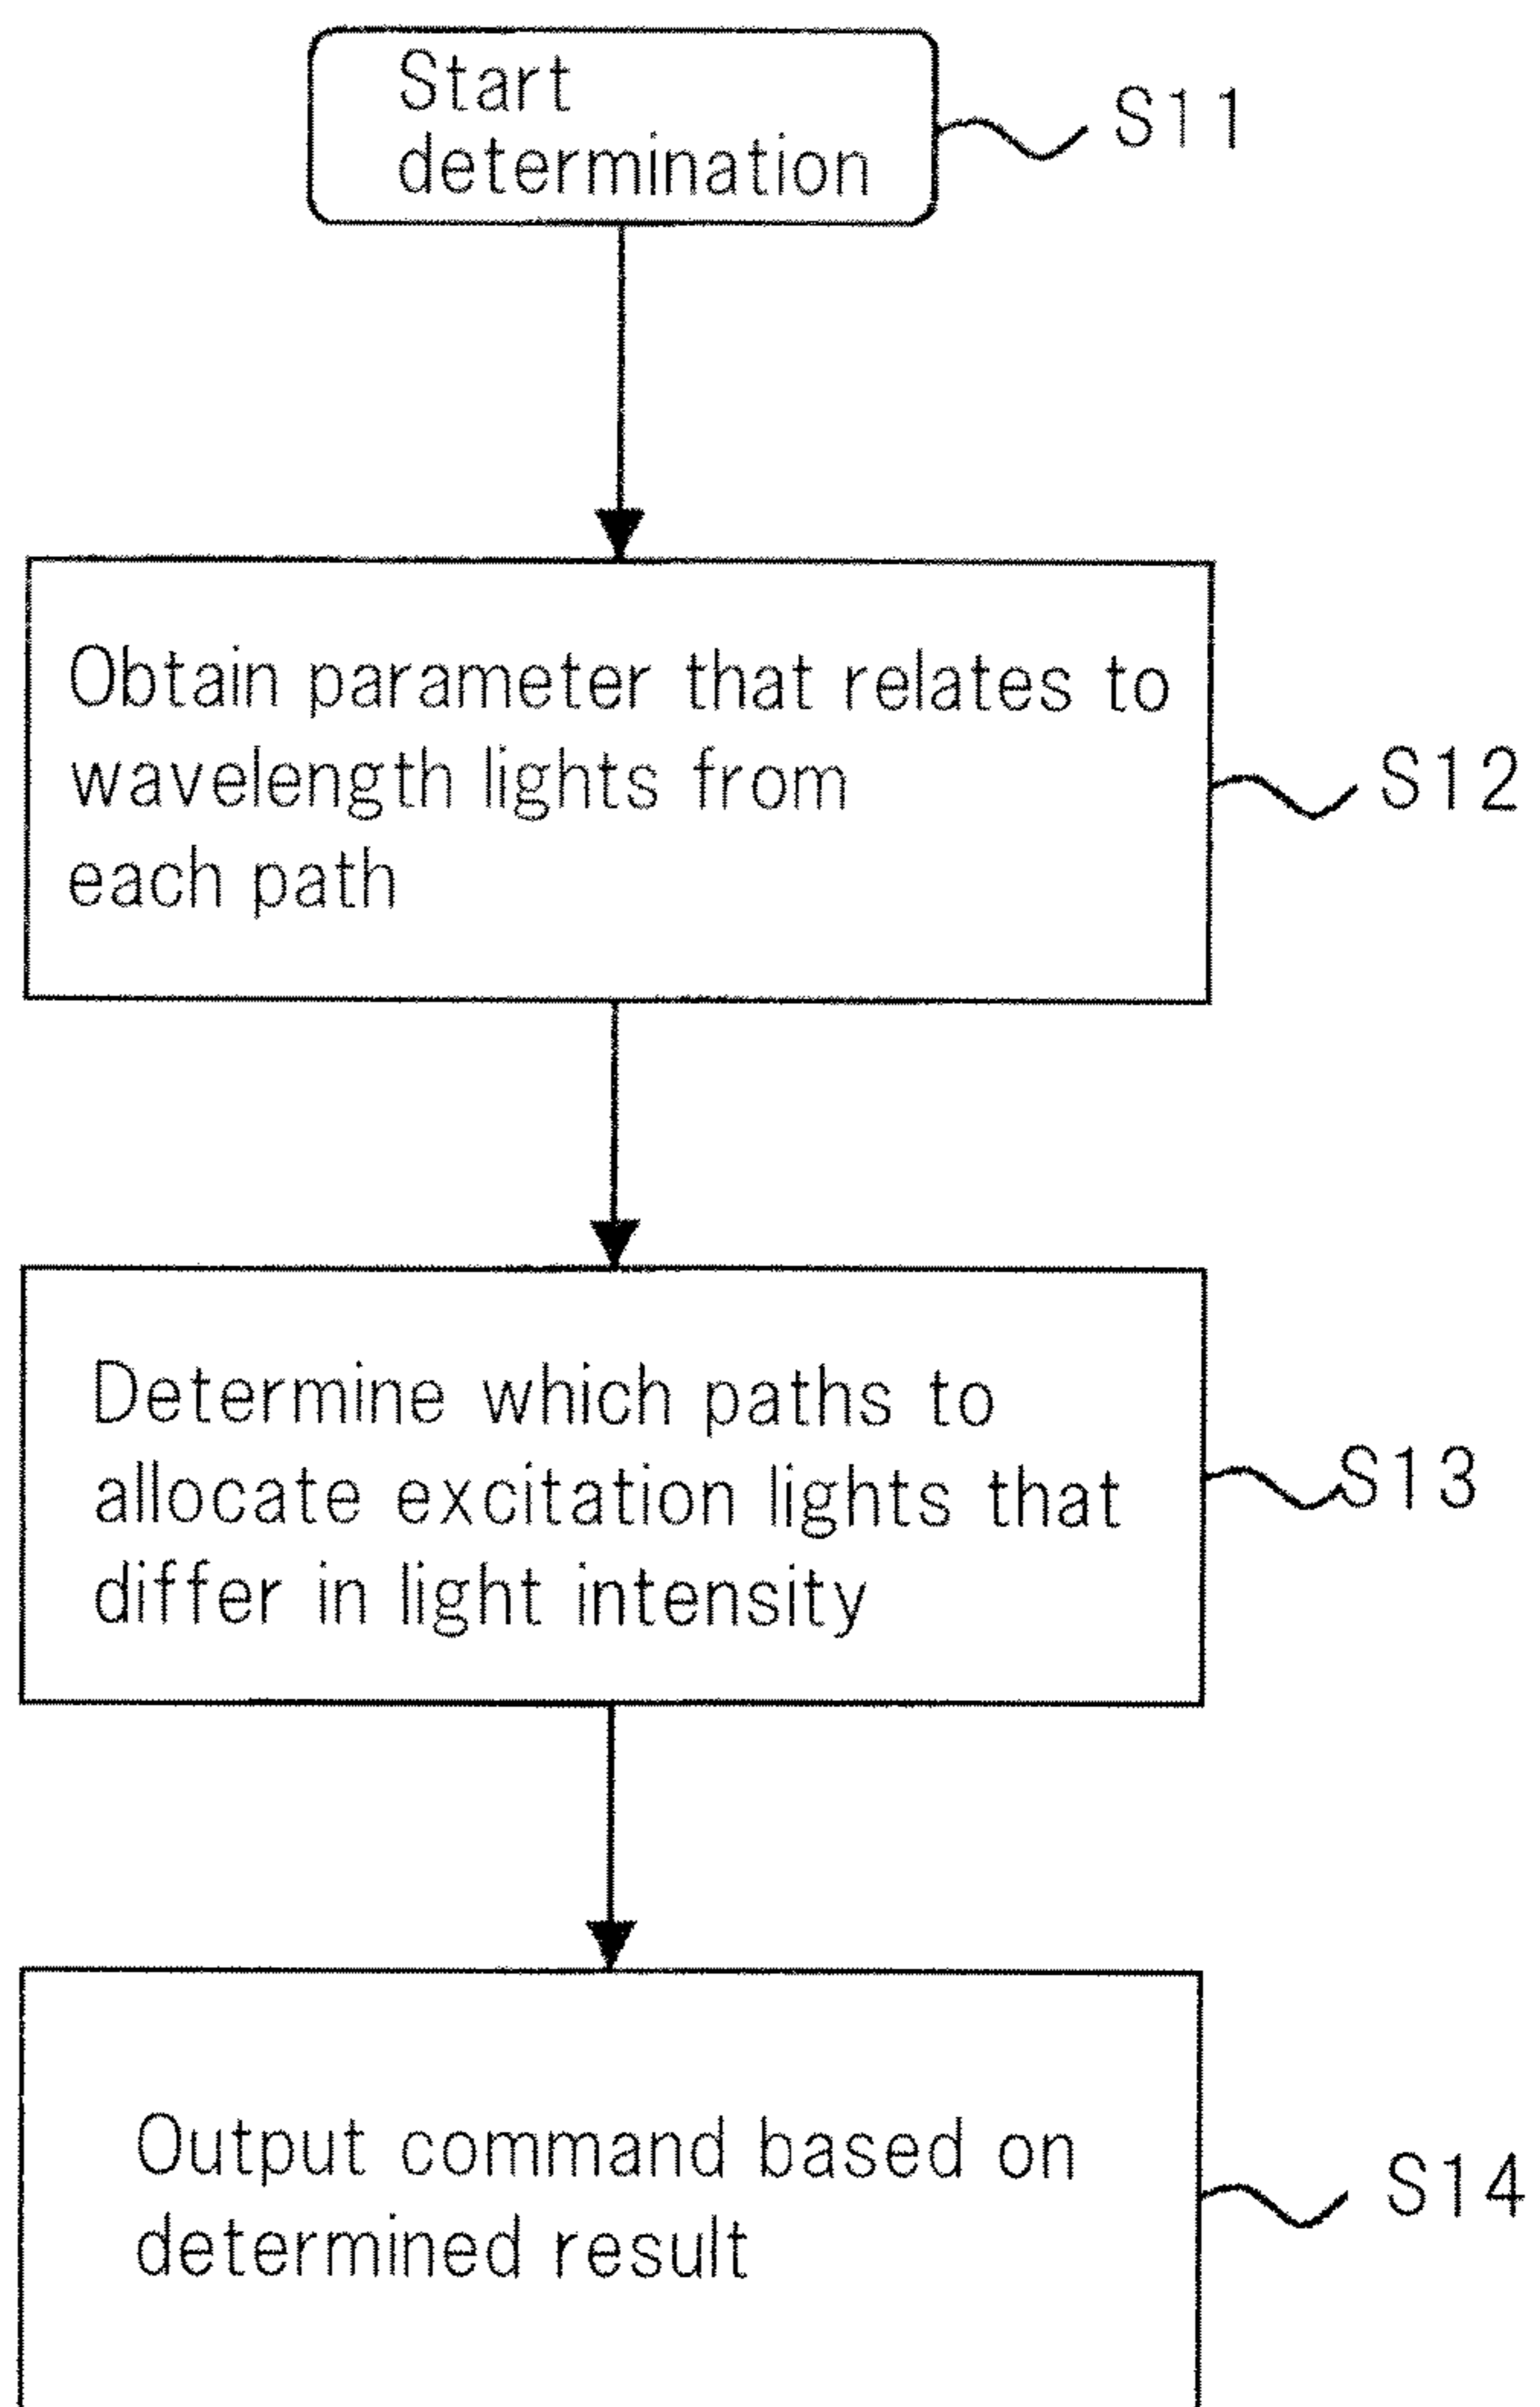 Start
determination
S11
Obtain parameter that relates to
wavelength lights from
each path
S12
Determine which paths to
allocate excitation lights that
differ in light intensity
S13
Output command based on
determined result
S14